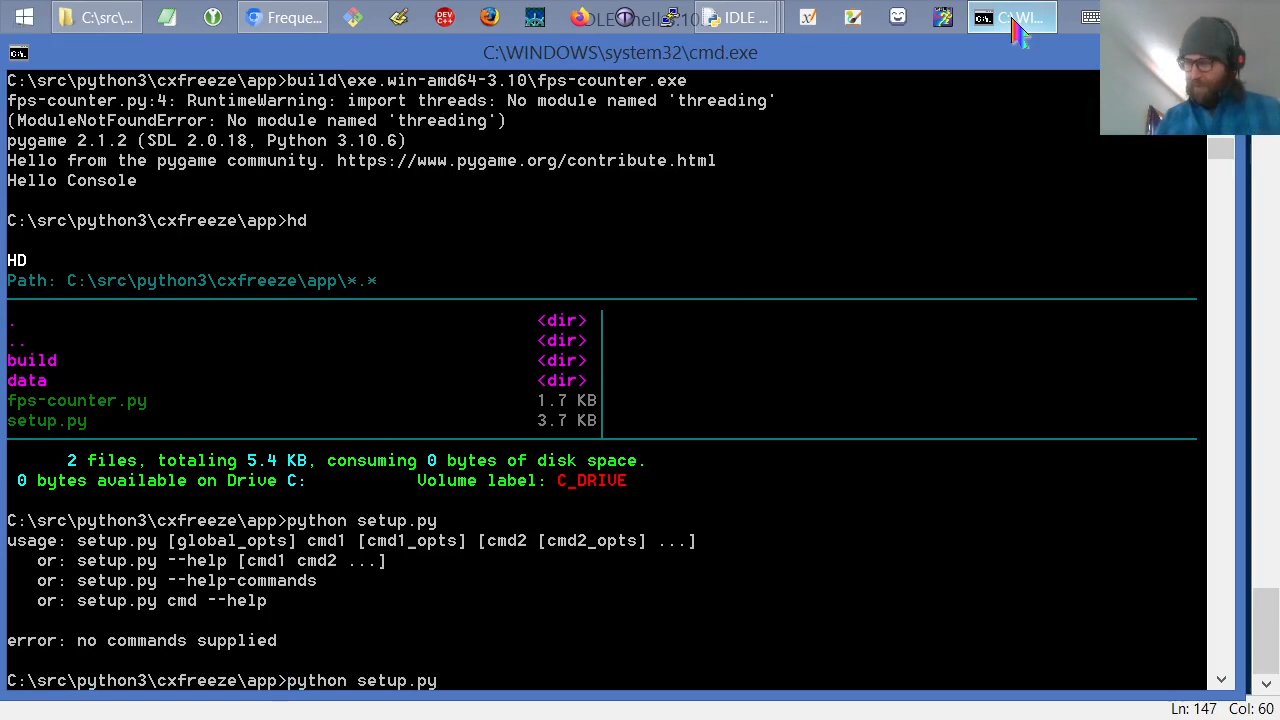 C:\src\...
Freque...
IDLE Shell 3.10
IDLE ...
C:\WI...
C:\WINDOWS\system32\cmd.exe
C:\src\python3\cxfreeze\app>build\exe.win-amd64-3.10\fps-counter.exe
fps-counter.py:4: RuntimeWarning: import threads: No module named 'threading'
(ModuleNotFoundError: No module named 'threading')
pygame 2.1.2 (SDL 2.0.18, Python 3.10.6)
Hello from the pygame community. https://www.pygame.org/contribute.html
Hello Console
C:\src\python3\cxfreeze\app>hd
HD
Path: C:\src\python3\cxfreeze\app\*.*
. <dir>
.. <dir>
build <dir>
data <dir>
fps-counter.py 1.7 KB
setup.py 3.7 KB
2 files, totaling 5.4 KB, consuming 0 bytes of disk space.
0 bytes available on Drive C: Volume label: C_DRIVE
C:\src\python3\cxfreeze\app>python setup.py
usage: setup.py [global_opts] cmd1 [cmd1_opts] [cmd2 [cmd2_opts] ...]
or: setup.py --help [cmd1 cmd2 ...]
or: setup.py --help-commands
or: setup.py cmd --help
error: no commands supplied
C:\src\python3\cxfreeze\app>python setup.py
Ln: 147 Col: 60